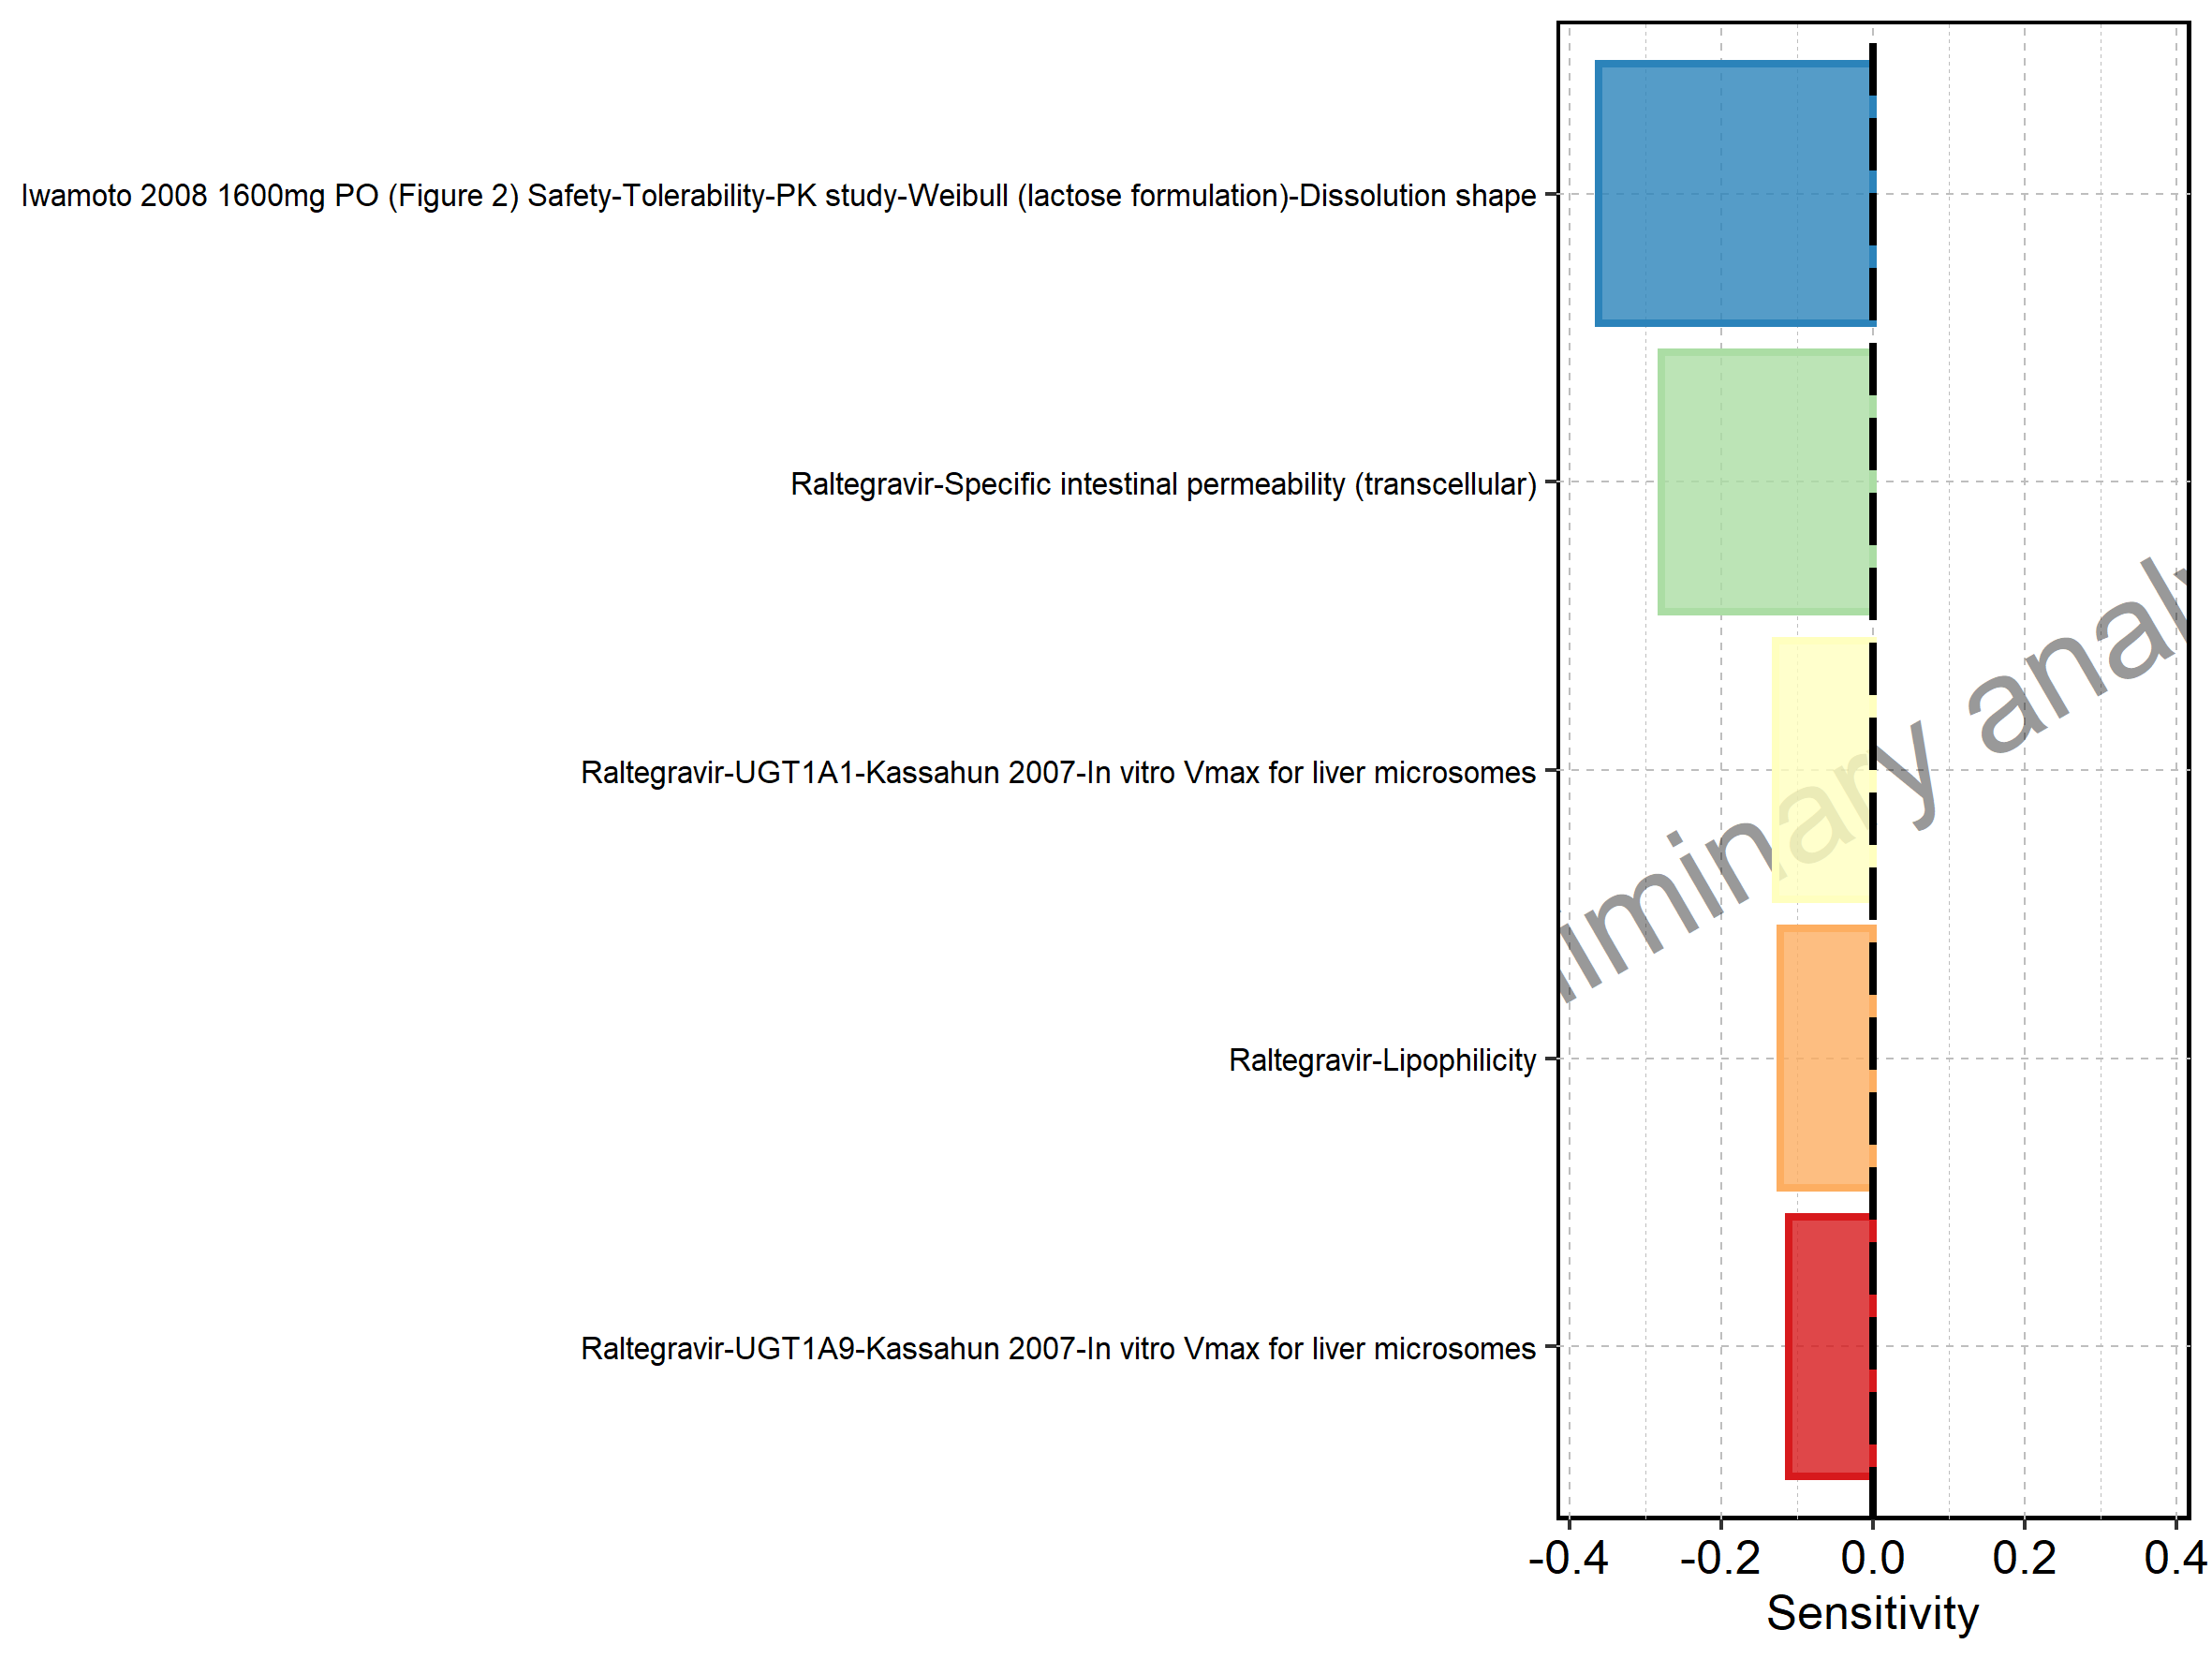 Iwamoto 2008 1600mg PO (Figure 2) Safety-Tolerability-PK study-Weibull (lactose formulation)-Dissolution shape
Raltegravir-Specific intestinal permeability (transcellular)
Raltegravir-UGT1A1-Kassahun 2007-In vitro Vmax for liver microsomes
Raltegravir-Lipophilicity
Raltegravir-UGT1A9-Kassahun 2007-In vitro Vmax for liver microsomes
-0.4 -0.2 0.0 0.2 0.4
Sensitivity